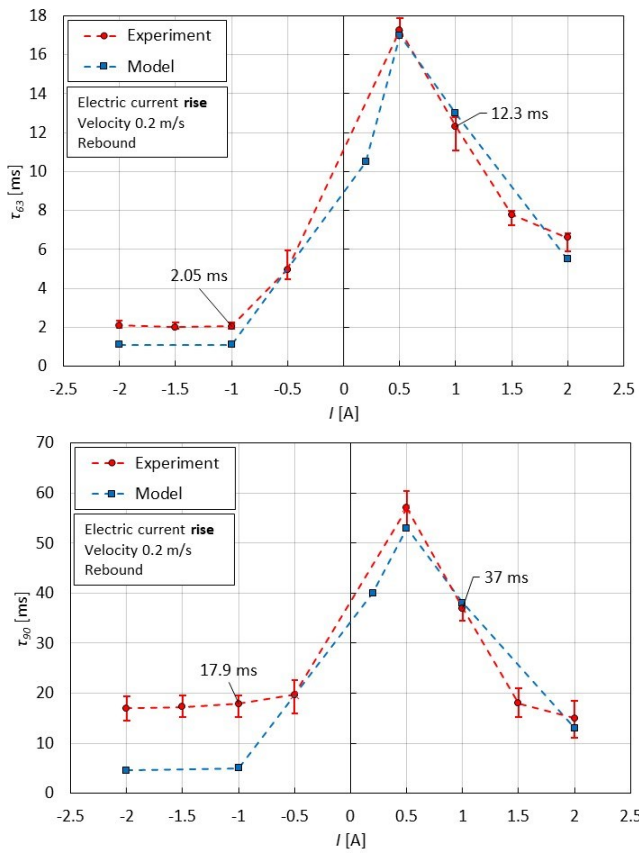 18
16
14
12
10
8
6
4
2
0
τ63 [ms]
Experiment
Model
Electric current rise
Velocity 0.2 m/s
Rebound
12.3 ms
2.05 ms
-2.5 -2 -1.5 -1 -0.5 0 0.5 1 1.5 2 2.5
I [A]
70
60
50
40
30
20
10
0
τ90 [ms]
Experiment
Model
Electric current rise
Velocity 0.2 m/s
Rebound
37 ms
17.9 ms
-2.5 -2 -1.5 -1 -0.5 0 0.5 1 1.5 2 2.5
I [A]